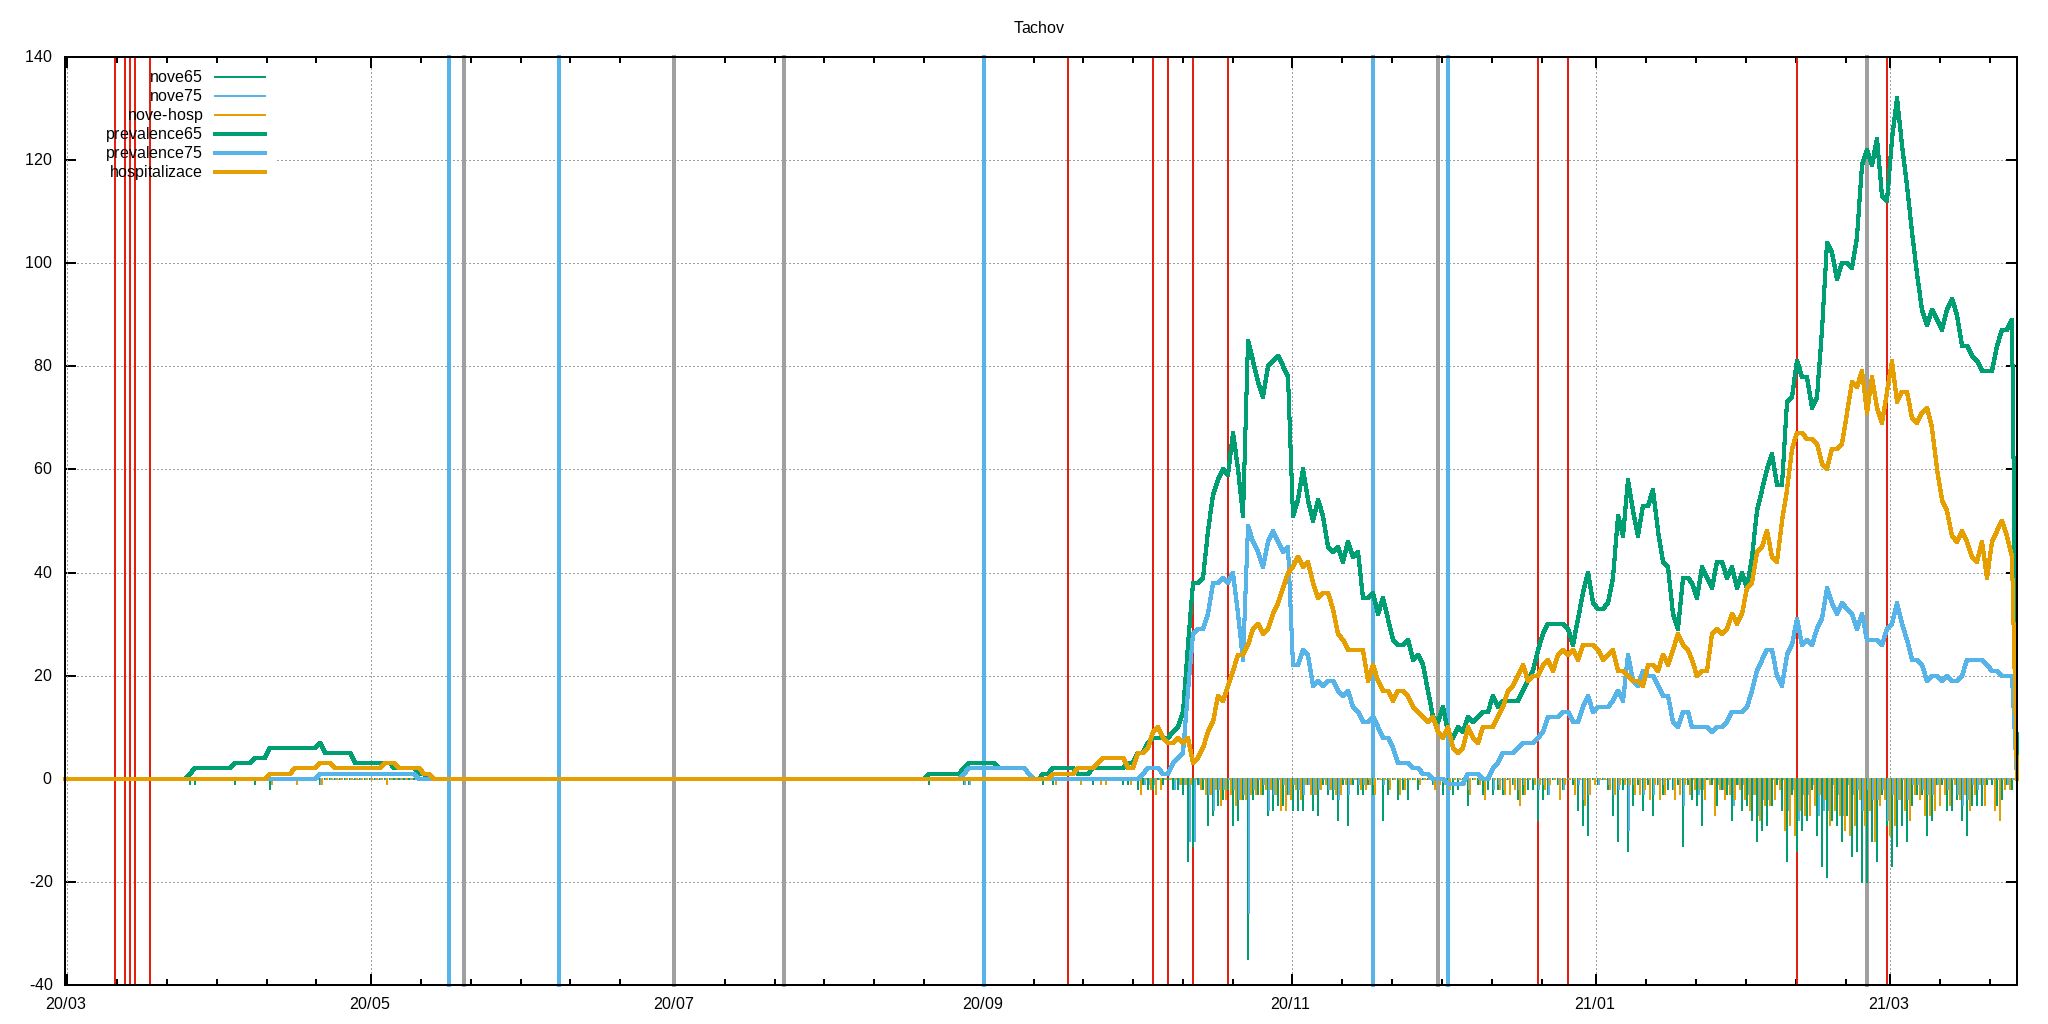 Tachov
140
120
100
80
60
40
20
0
-20
-40
nove65
nove75
nove-hosp
prevalence65
prevalence75
hospitalizace
20/03 20/05 20/07 20/09 20/11 21/01 21/03